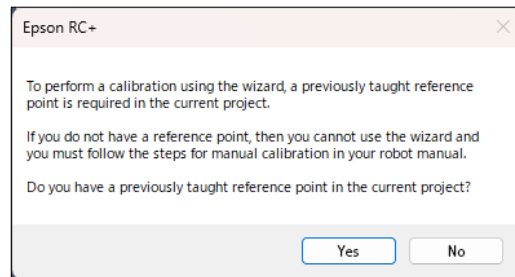 Epson RC+
To perform a calibration using the wizard, a previously taught reference
point is required in the current project.
If you do not have a reference point, then you cannot use the wizard and
you must follow the steps for manual calibration in your robot manual.
Do you have a previously taught reference point in the current project?
Yes
No